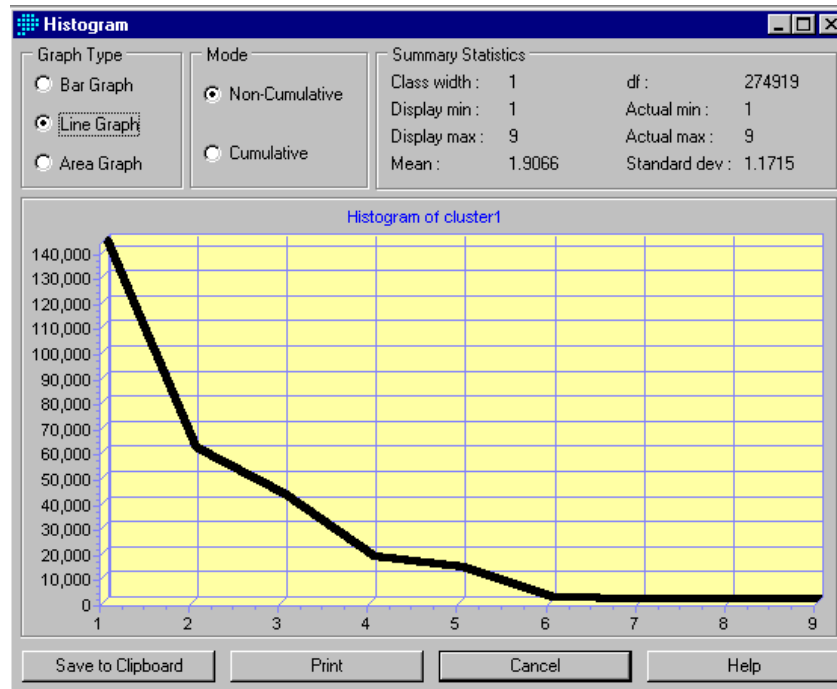 Histogram
Graph Type
Bar Graph
Line Graph
Area Graph
Mode
Non-Cumulative
Cumulative
Summary Statistics
Class width : 1 df : 274919
Display min : 1 Actual min : 1
Display max : 9 Actual max : 9
Mean : 1.9066 Standard dev : 1.1715
Histogram of cluster1
140,000
130,000
120,000
110,000
100,000
90,000
80,000
70,000
60,000
50,000
40,000
30,000
20,000
10,000
0
1 2 3 4 5 6 7 8 9
Save to Clipboard Print Cancel Help